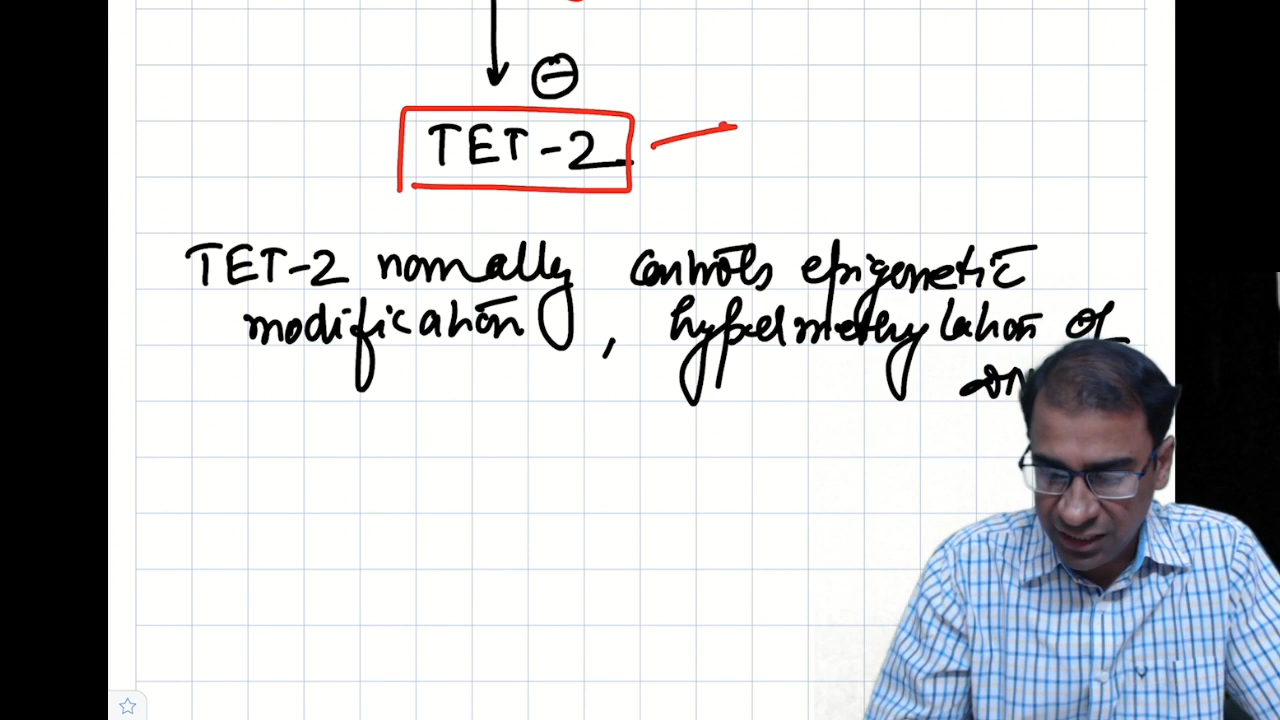 ⊖
TET-2
TET-2 normally controls epigenetic
modification, hypermethylation of